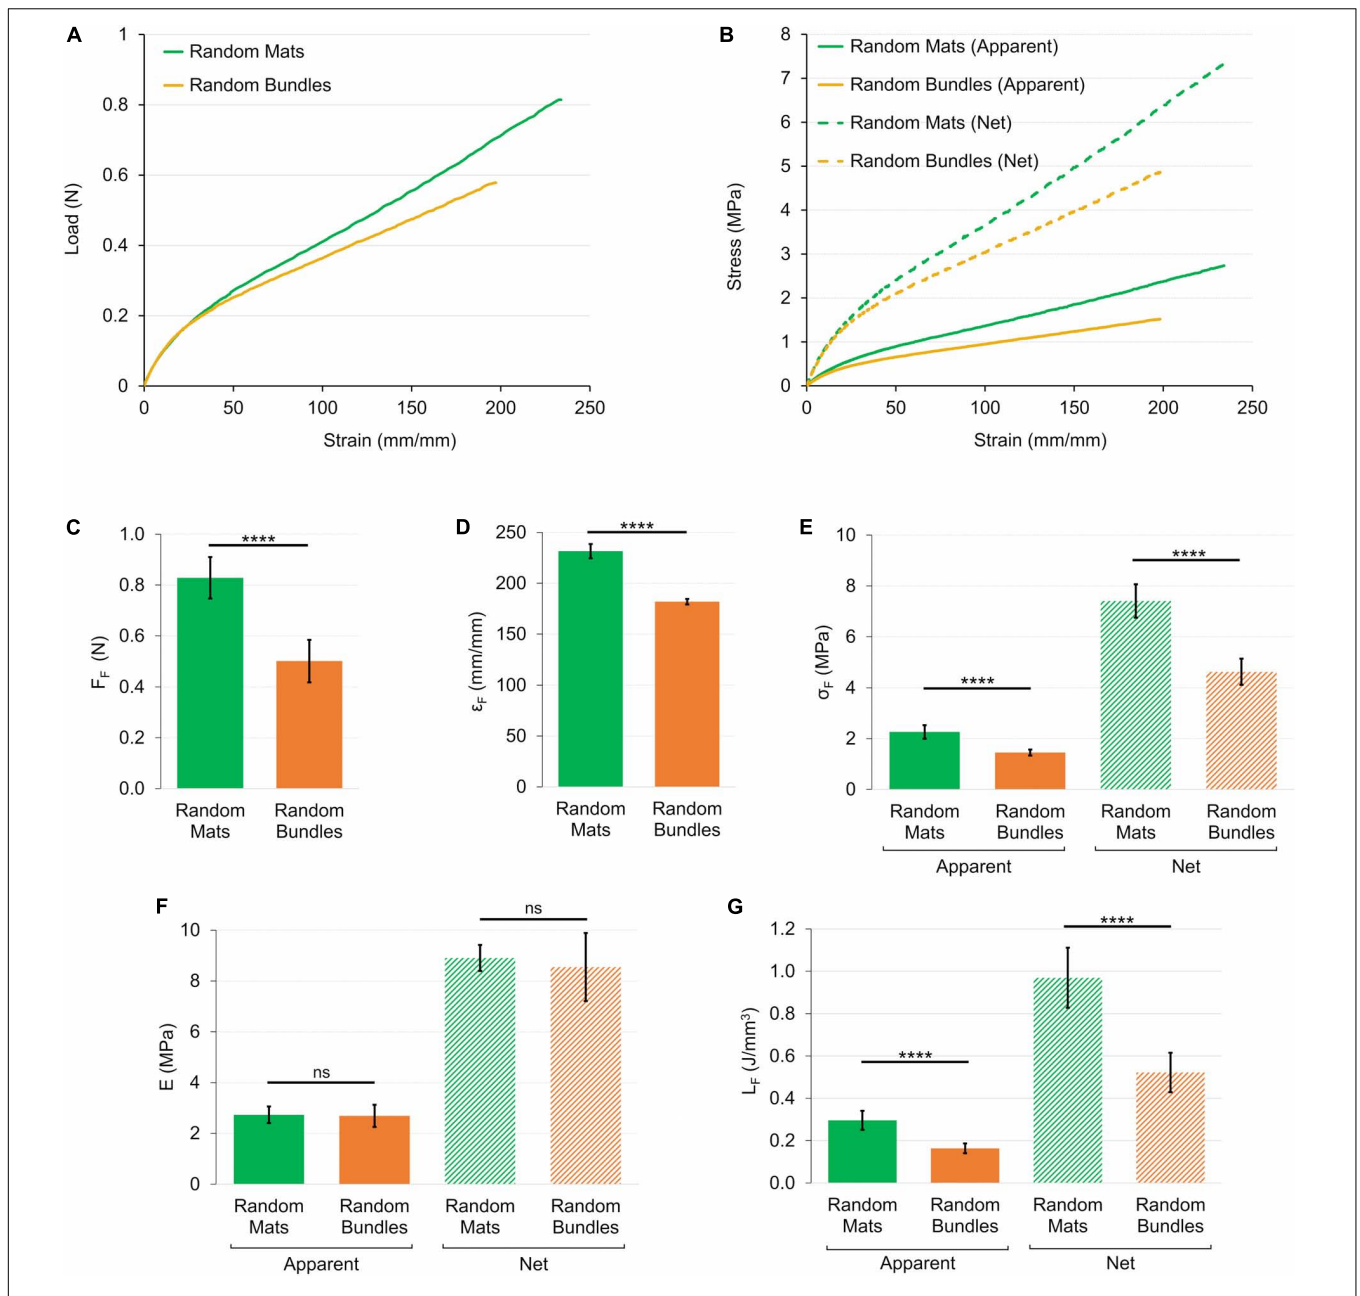 A
1
0.8
0.6
0.4
0.2
0
Load (N)
Random Mats
Random Bundles
0 50 100 150 200 250
Strain (mm/mm)
B
8
7
6
5
4
3
2
1
0
Stress (MPa)
Random Mats (Apparent)
Random Bundles (Apparent)
Random Mats (Net)
Random Bundles (Net)
0 50 100 150 200 250
Strain (mm/mm)
C
1.0
0.8
0.6
0.4
0.2
0.0
F_F (N)
****
Random Random
Mats Bundles
D
250
200
150
100
50
0
ε_F (mm/mm)
****
Random Random
Mats Bundles
E
10
8
6
4
2
0
σ_F (MPa)
****
****
Random Random Random Random
Mats Bundles Mats Bundles
Apparent Net
F
10
8
6
4
2
0
E (MPa)
ns
ns
Random Random Random Random
Mats Bundles Mats Bundles
Apparent Net
G
1.2
1.0
0.8
0.6
0.4
0.2
0.0
L_F (J/mm³)
****
****
Random Random Random Random
Mats Bundles Mats Bundles
Apparent Net